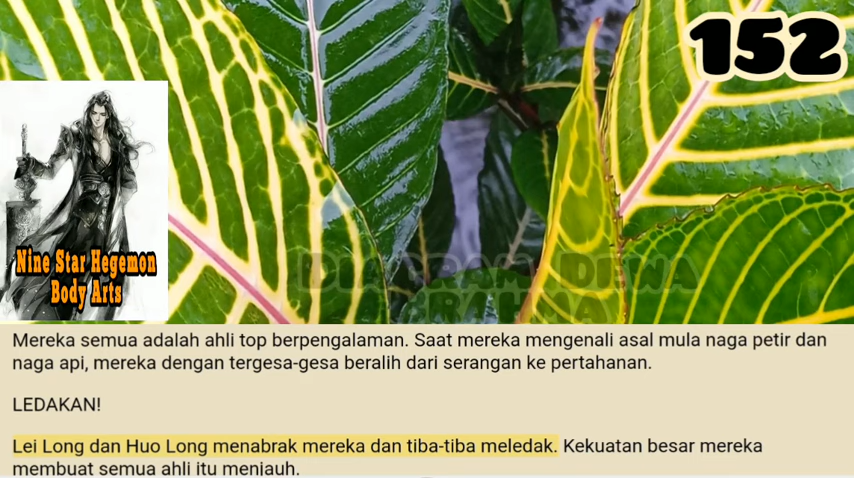 152
Nine Star Hegemon
Body Arts
Mereka semua adalah ahli top berpengalaman. Saat mereka mengenali asal mula naga petir dan
naga api, mereka dengan tergesa-gesa beralih dari serangan ke pertahanan.
LEDAKAN!
Lei Long dan Huo Long menabrak mereka dan tiba-tiba meledak. Kekuatan besar mereka
membuat semua ahli itu menjauh.